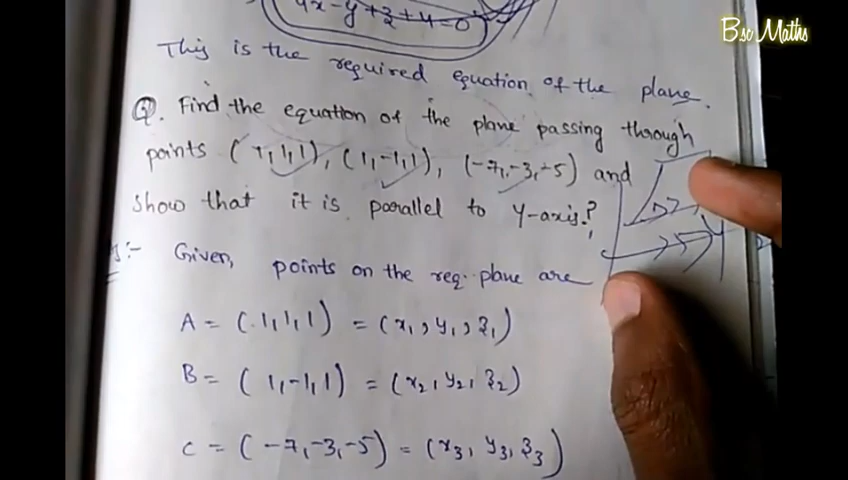 Bsc Maths
4x-y+z+4=0
This is the required equation of the plane.
Q. Find the equation of the plane passing through
points (1,1,1), (1,-1,1), (-7,-3,-5) and
show that it is parallel to y-axis.?
Given, points on the req. plane are
A = (1,1,1) = (x₁, y₁, z₁)
B = (1,-1,1) = (x₂, y₂, z₂)
C = (-7,-3,-5) = (x₃, y₃, z₃)